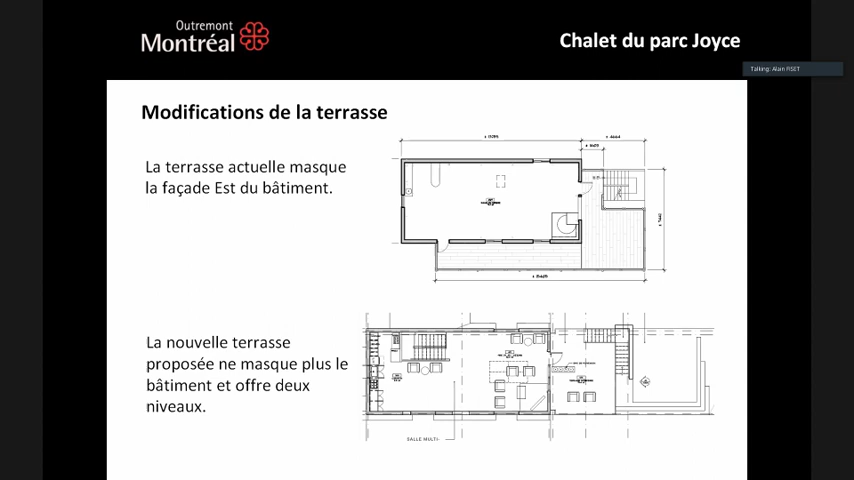 Outremont
Montréal
Chalet du parc Joyce
Talking: Alain FISET
Modifications de la terrasse
La terrasse actuelle masque
la façade Est du bâtiment.
La nouvelle terrasse
proposée ne masque plus le
bâtiment et offre deux
niveaux.
SALLE MULTI-